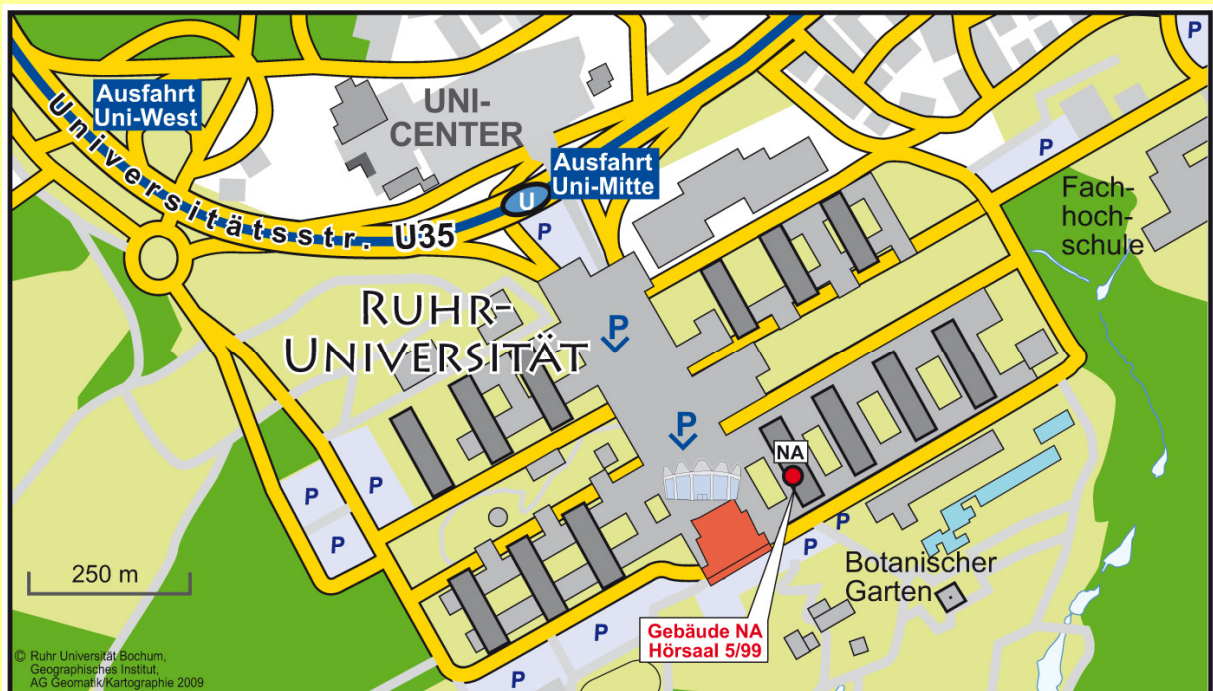 P
Ausfahrt
Uni-West
UNI-
CENTER
Ausfahrt
Uni-Mitte
P
U
Universitätsstr. U35
P
Fach-
hoch-
schule
RUHR-
UNIVERSITÄT
P
P
NA
P
P
P
P
P
250 m
Botanischer
Garten
Gebäude NA
Hörsaal 5/99
P
P
© Ruhr Universität Bochum,
Geographisches Institut,
AG Geomatik/Kartographie 2009